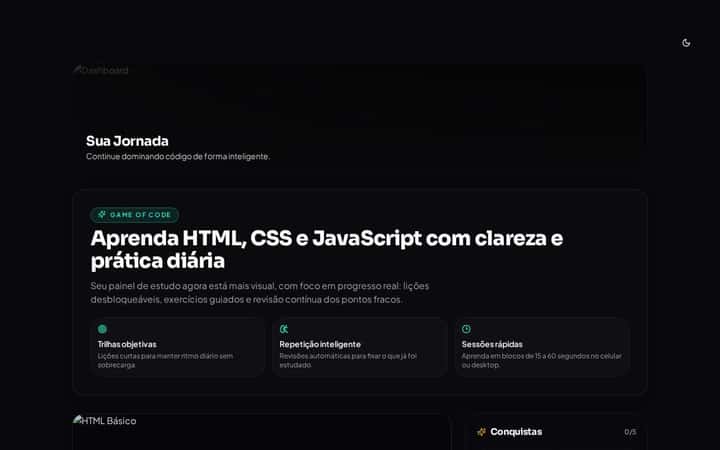 Dashboard
Sua Jornada
Continue dominando código de forma inteligente.
GAME OF CODE
Aprenda HTML, CSS e JavaScript com clareza e
prática diária
Seu painel de estudo agora está mais visual, com foco em progresso real: lições
desbloqueáveis, exercícios guiados e revisão contínua dos pontos fracos.
Trilhas objetivas
Lições curtas para manter ritmo diário sem
sobrecarga.
Repetição inteligente
Revisões automáticas para fixar o que já foi
estudado.
Sessões rápidas
Aprenda em blocos de 15 a 60 segundos no celular
ou desktop.
HTML Básico
Conquistas 0/5